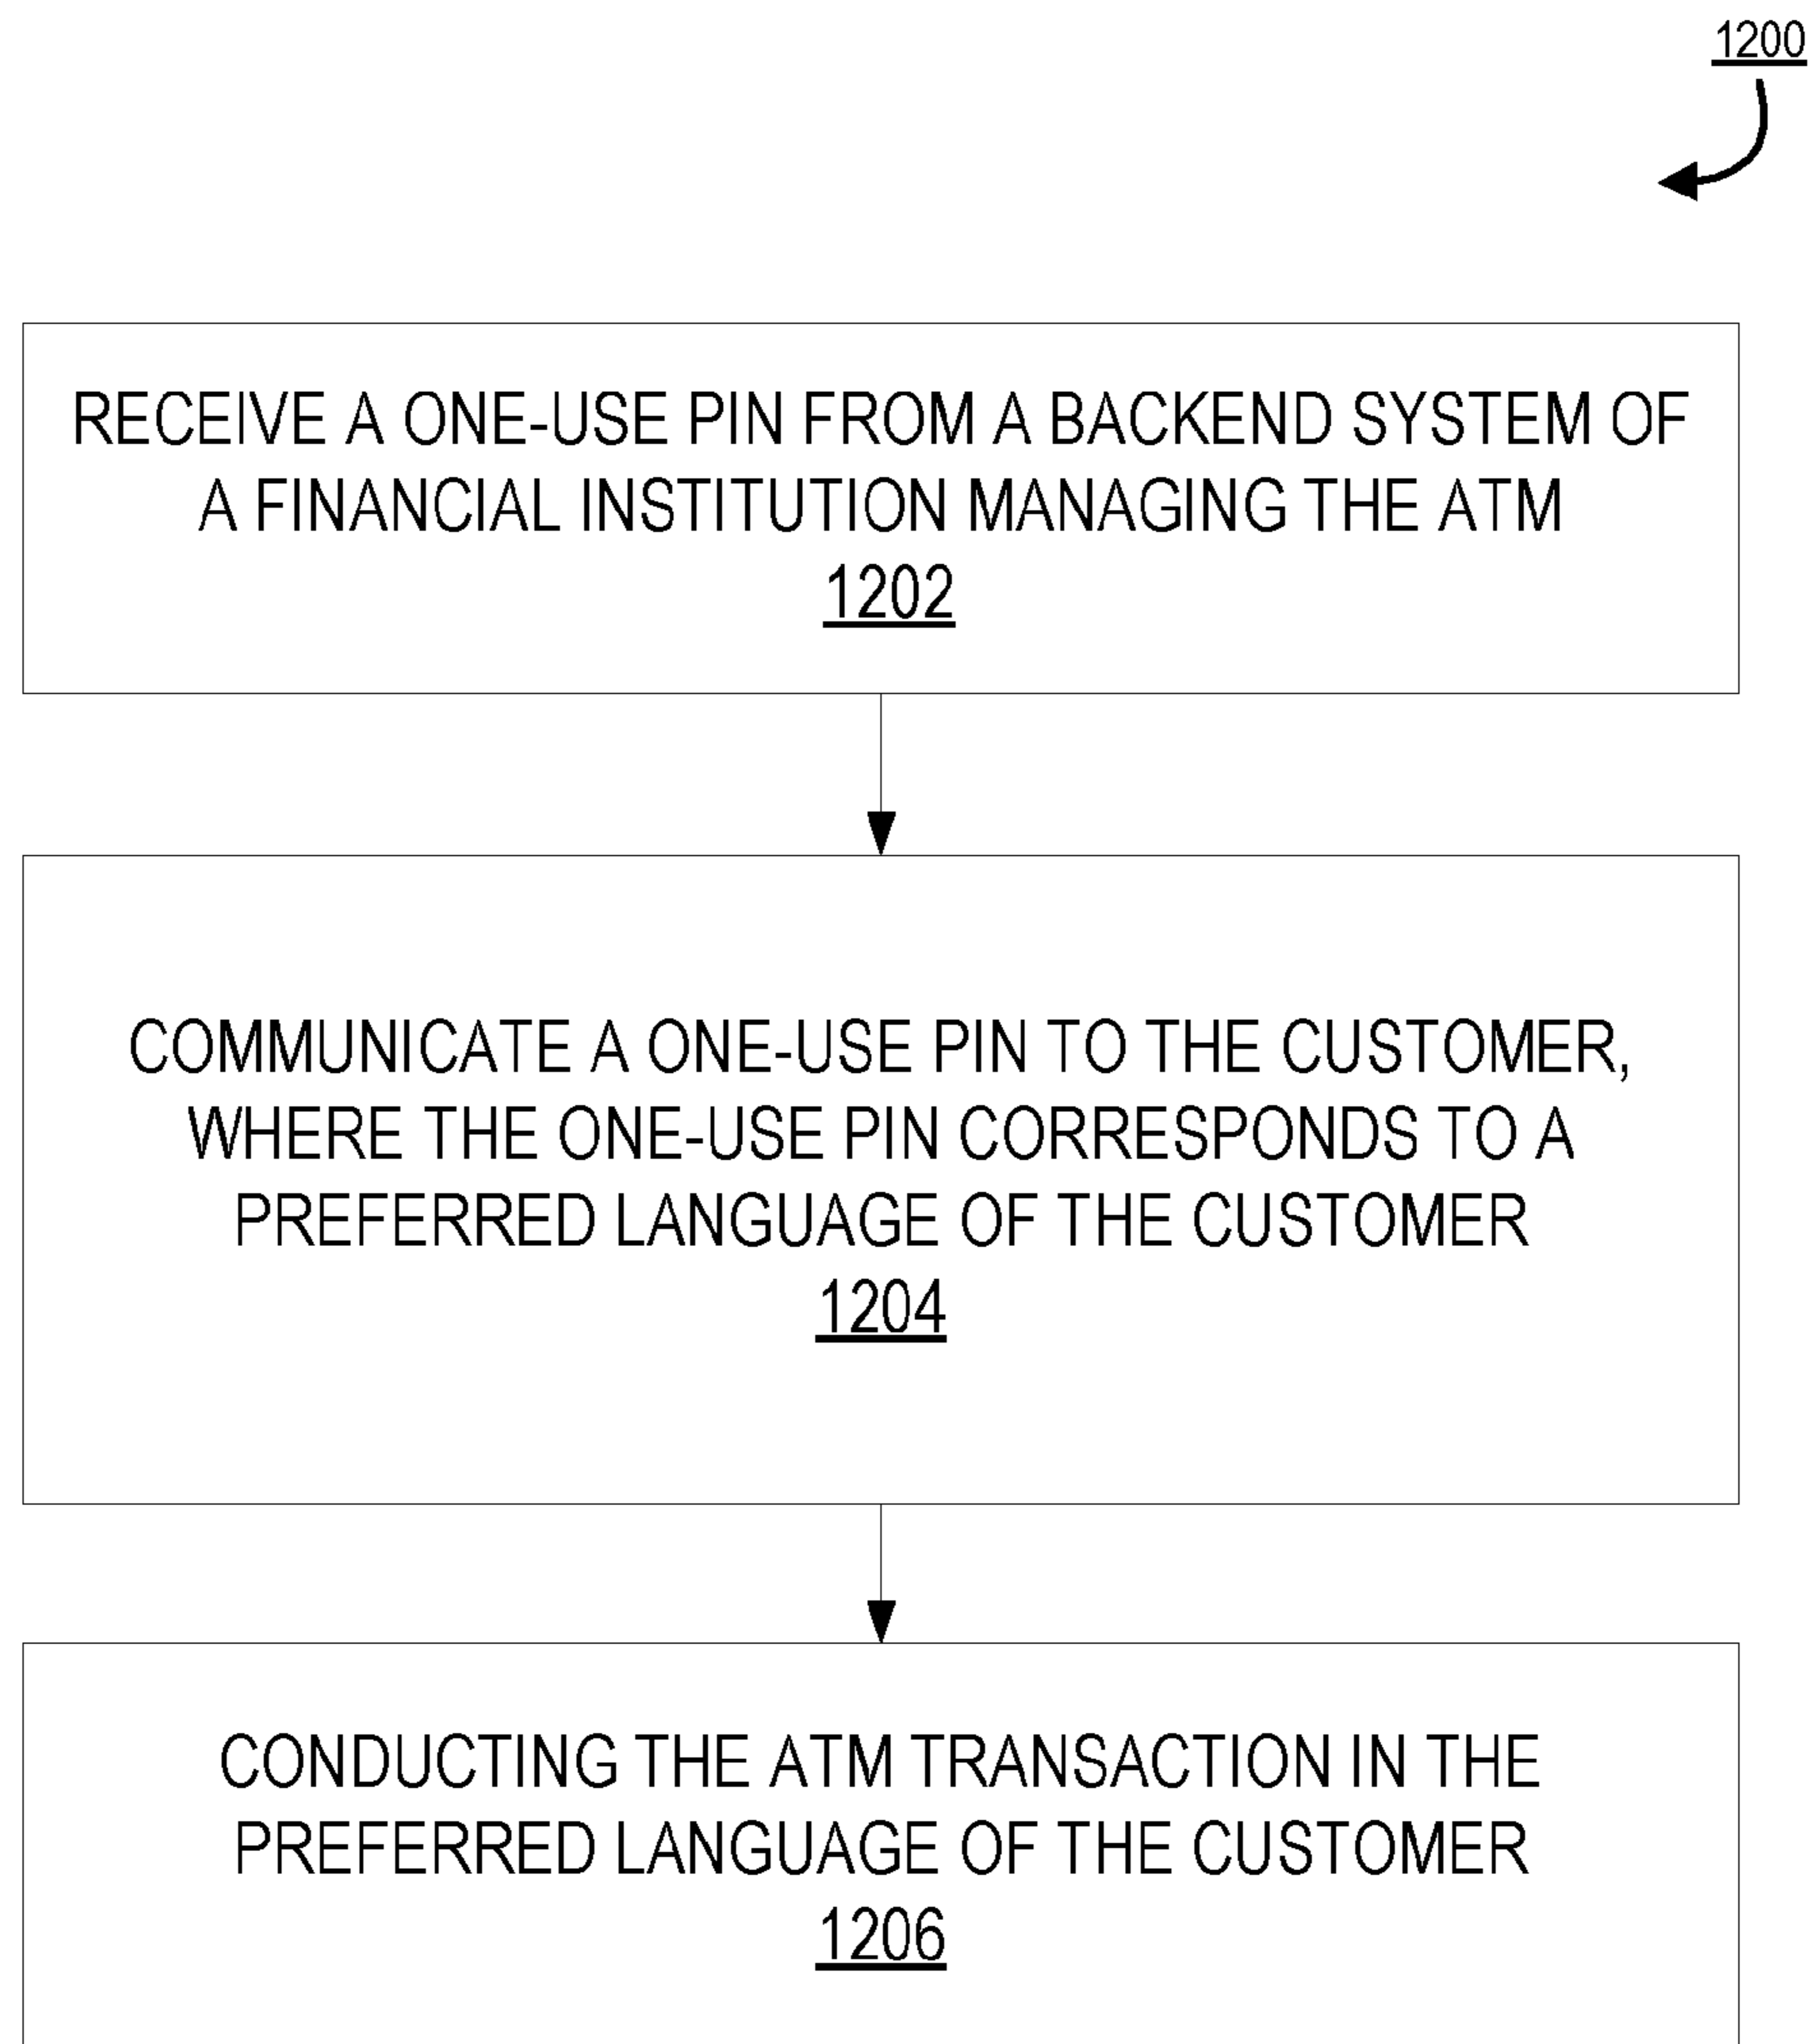 1200
RECEIVE A ONE-USE PIN FROM A BACKEND SYSTEM OF
A FINANCIAL INSTITUTION MANAGING THE ATM
1202
COMMUNICATE A ONE-USE PIN TO THE CUSTOMER,
WHERE THE ONE-USE PIN CORRESPONDS TO A
PREFERRED LANGUAGE OF THE CUSTOMER
1204
CONDUCTING THE ATM TRANSACTION IN THE
PREFERRED LANGUAGE OF THE CUSTOMER
1206